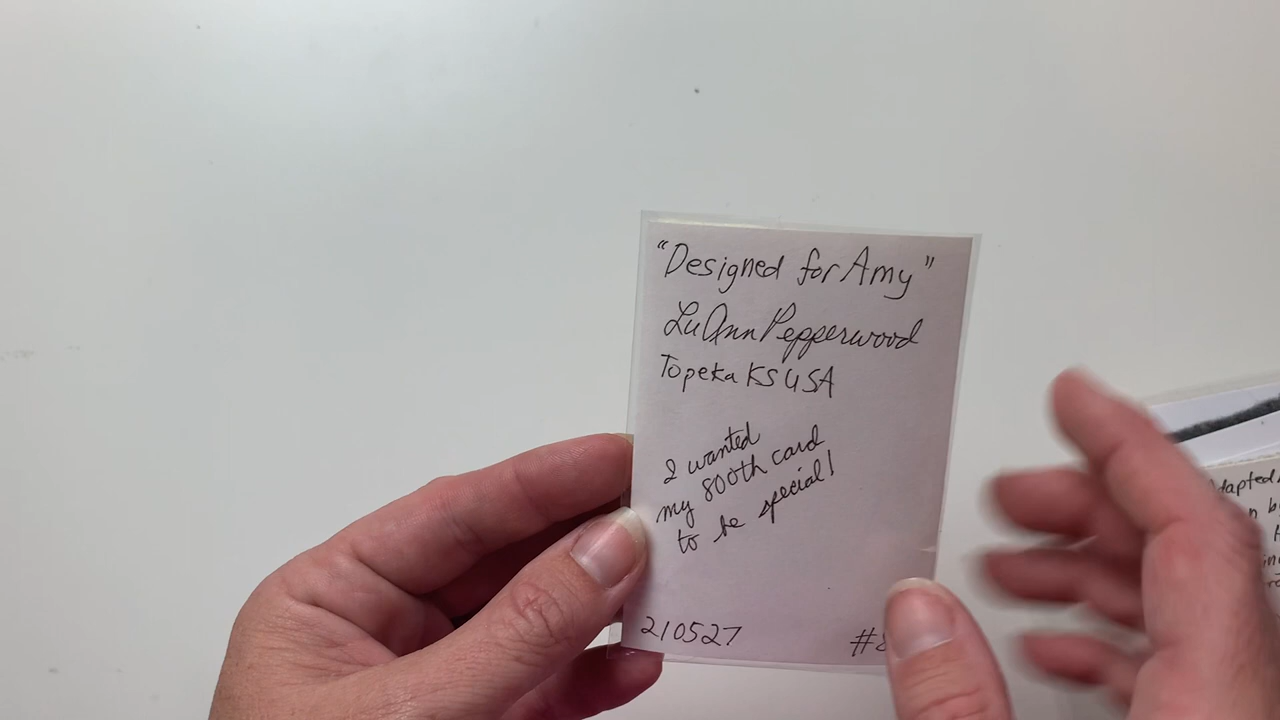 "Designed for Amy"
LuAnn Pepperwood
Topeka KS USA
I wanted
my 800th card
to be special!
210527 #8